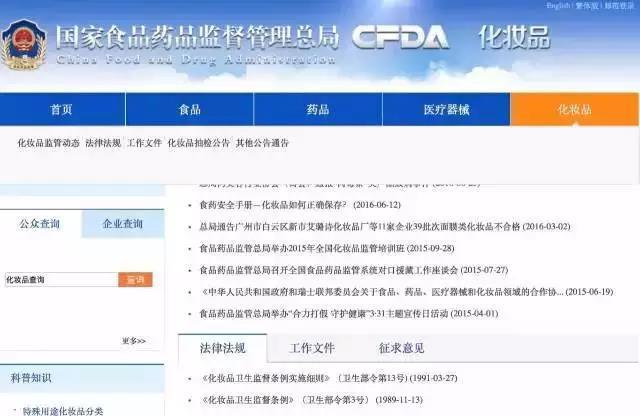 English | 繁体版 | 邮箱登录
国家食品药品监督管理总局 CFDA 化妆品
China Food and Drug Administration
首页 食品 药品 医疗器械 化妆品
化妆品监管动态 法律法规 工作文件 化妆品抽检公告 其他公告通告
食药安全手册—化妆品如何正确保存? (2016-06-12)
总局通告广州市白云区新市艾璐诗化妆品厂等11家企业39批次面膜类化妆品不合格 (2016-03-02)
食品药品监管总局举办2015年全国化妆品监管培训班 (2015-09-28)
食品药品监管总局召开全国食品药品监管系统对口援藏工作座谈会 (2015-07-27)
《中华人民共和国政府和瑞士联邦委员会关于食品、药品、医疗器械和化妆品领域的合作协... (2015-06-19)
食品药品监管总局举办“合力打假 守护健康”3·31主题宣传日活动 (2015-04-01)
公众查询 企业查询
化妆品查询 查询
更多>>
法律法规 工作文件 征求意见
《化妆品卫生监督条例实施细则》（卫生部令第13号) (1991-03-27)
《化妆品卫生监督条例》（卫生部令第3号） (1989-11-13)
科普知识
特殊用途化妆品分类